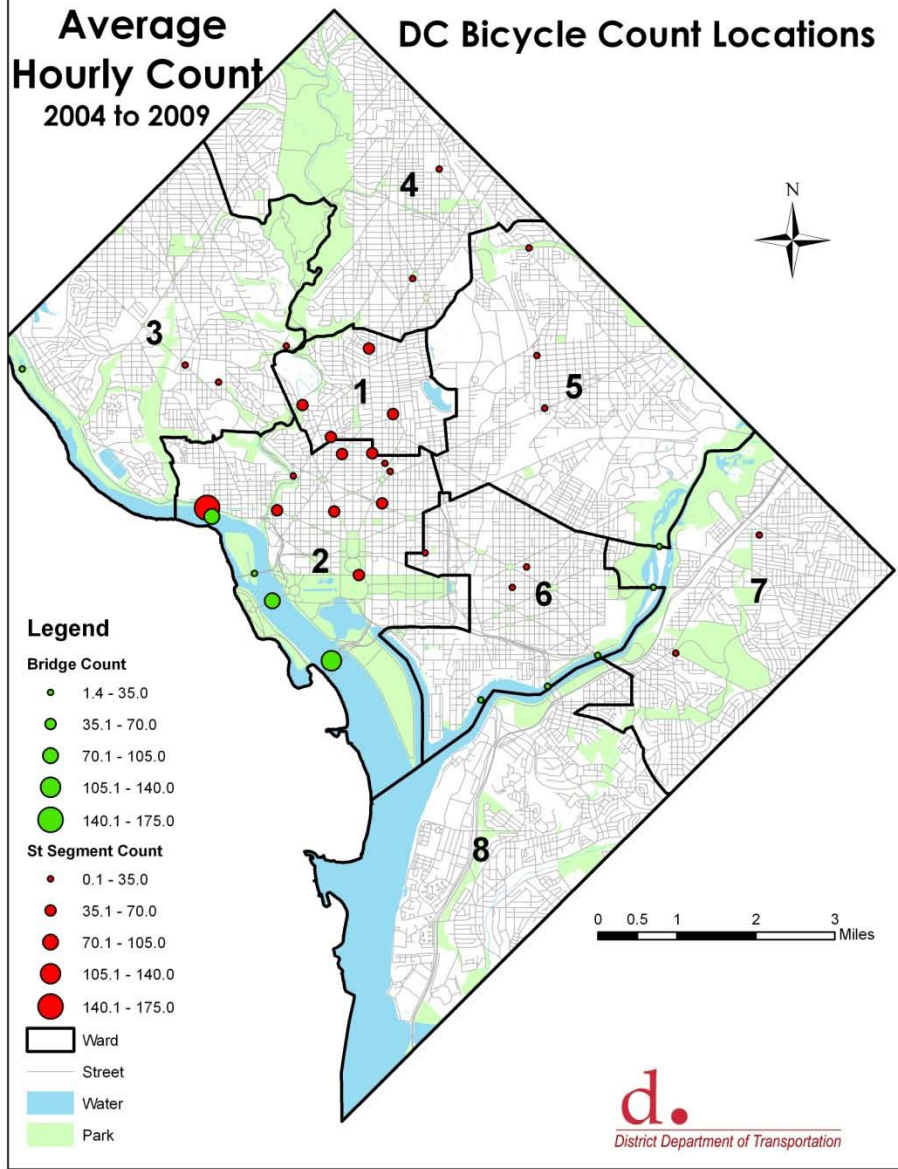 Average
Hourly Count
2004 to 2009
DC Bicycle Count Locations
N
4
3
1
5
2
6
7
8
Legend
Bridge Count
1.4 - 35.0
35.1 - 70.0
70.1 - 105.0
105.1 - 140.0
140.1 - 175.0
St Segment Count
0.1 - 35.0
35.1 - 70.0
70.1 - 105.0
105.1 - 140.0
140.1 - 175.0
Ward
Street
Water
Park
0 0.5 1 2 3
Miles
d.
District Department of Transportation